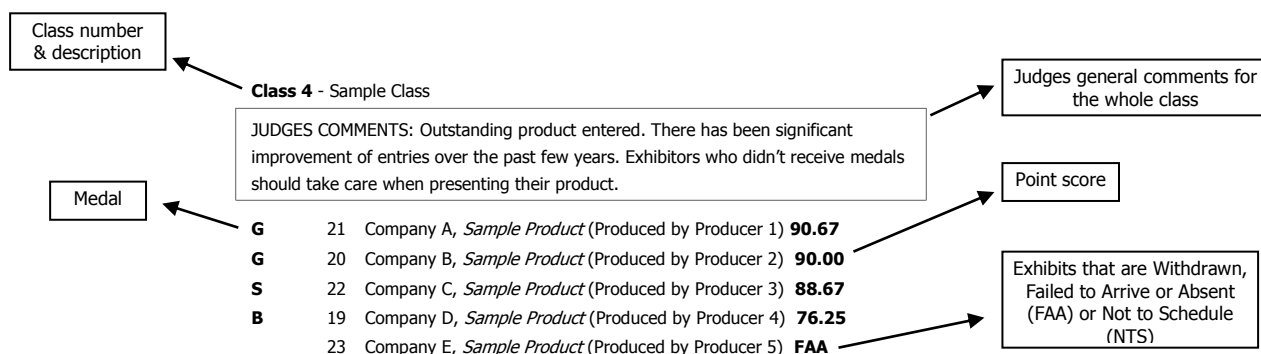 Class number
& description
Class 4 - Sample Class
Judges general comments for
the whole class
JUDGES COMMENTS: Outstanding product entered. There has been significant
improvement of entries over the past few years. Exhibitors who didn’t receive medals
should take care when presenting their product.
Medal
Point score
G 21 Company A, Sample Product (Produced by Producer 1) 90.67
G 20 Company B, Sample Product (Produced by Producer 2) 90.00
S 22 Company C, Sample Product (Produced by Producer 3) 88.67
B 19 Company D, Sample Product (Produced by Producer 4) 76.25
23 Company E, Sample Product (Produced by Producer 5) FAA
Exhibits that are Withdrawn,
Failed to Arrive or Absent
(FAA) or Not to Schedule
(NTS)